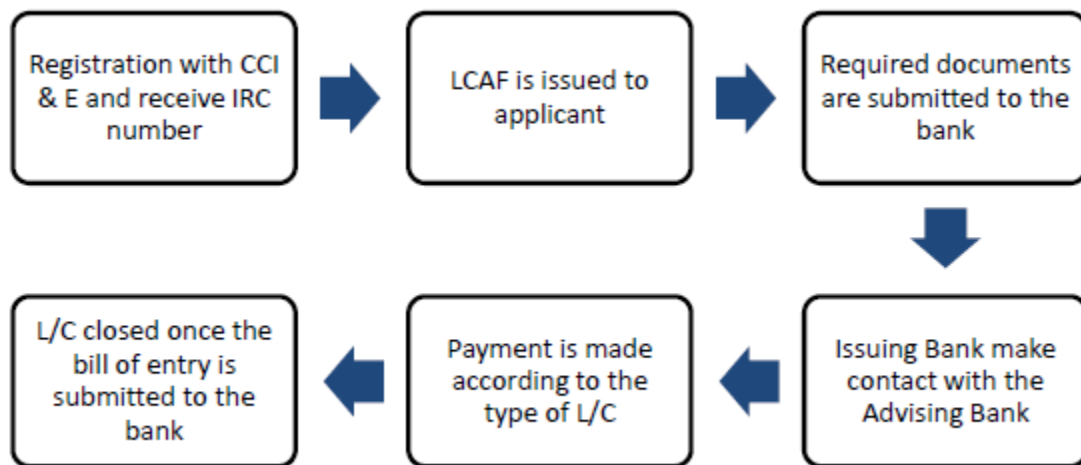 Registration with CCI
& E and receive IRC
number
LCAF is issued to
applicant
Required documents
are submitted to the
bank
Issuing Bank make
contact with the
Advising Bank
Payment is made
according to the
type of L/C
L/C closed once the
bill of entry is
submitted to the
bank